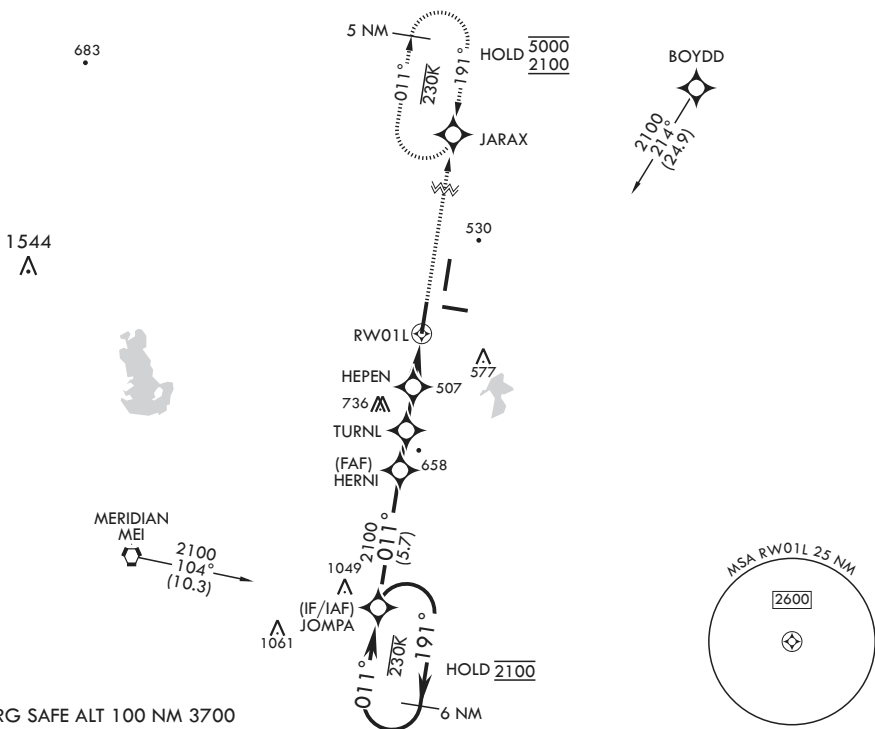 683
5 NM
011°
230K
191°
HOLD 5000
2100
JARAX
BOYDD
2100
214°
(24.9)
1544
530
RW01L
577
HEPEN
507
736
TURNL
658
(FAF)
HERNI
MERIDIAN
MEI
2100
104°
(10.3)
2100
011°
(5.7)
1049
(IF/IAF)
JOMPA
1061
011°
230K
191°
HOLD 2100
6 NM
MSA RW01L 25 NM
2600
RG SAFE ALT 100 NM 3700